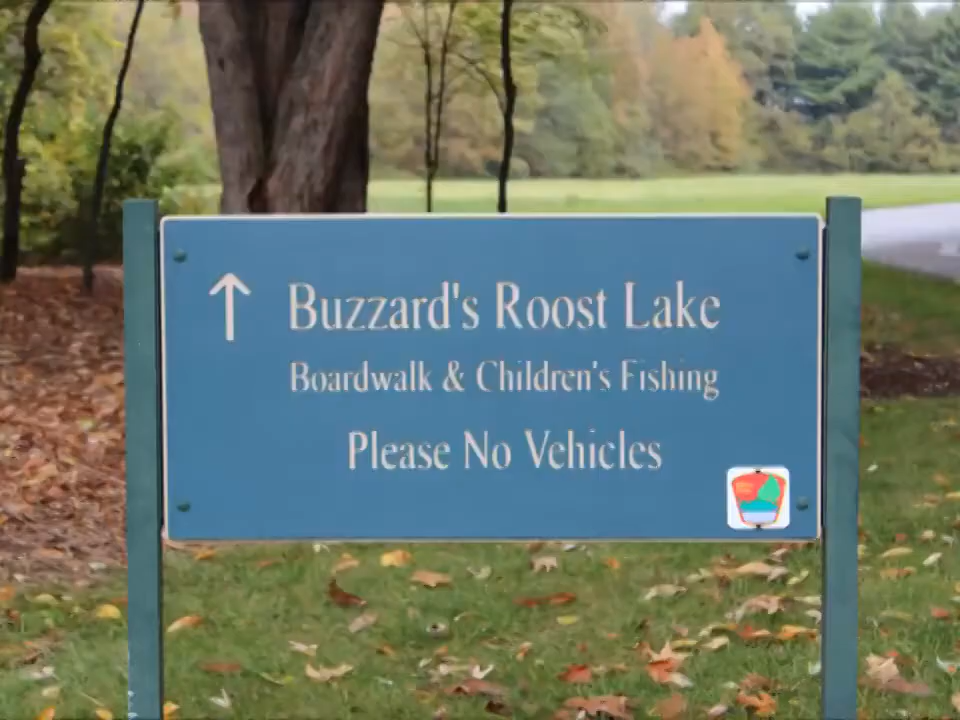 ↑ Buzzard's Roost Lake
Boardwalk & Children's Fishing
Please No Vehicles